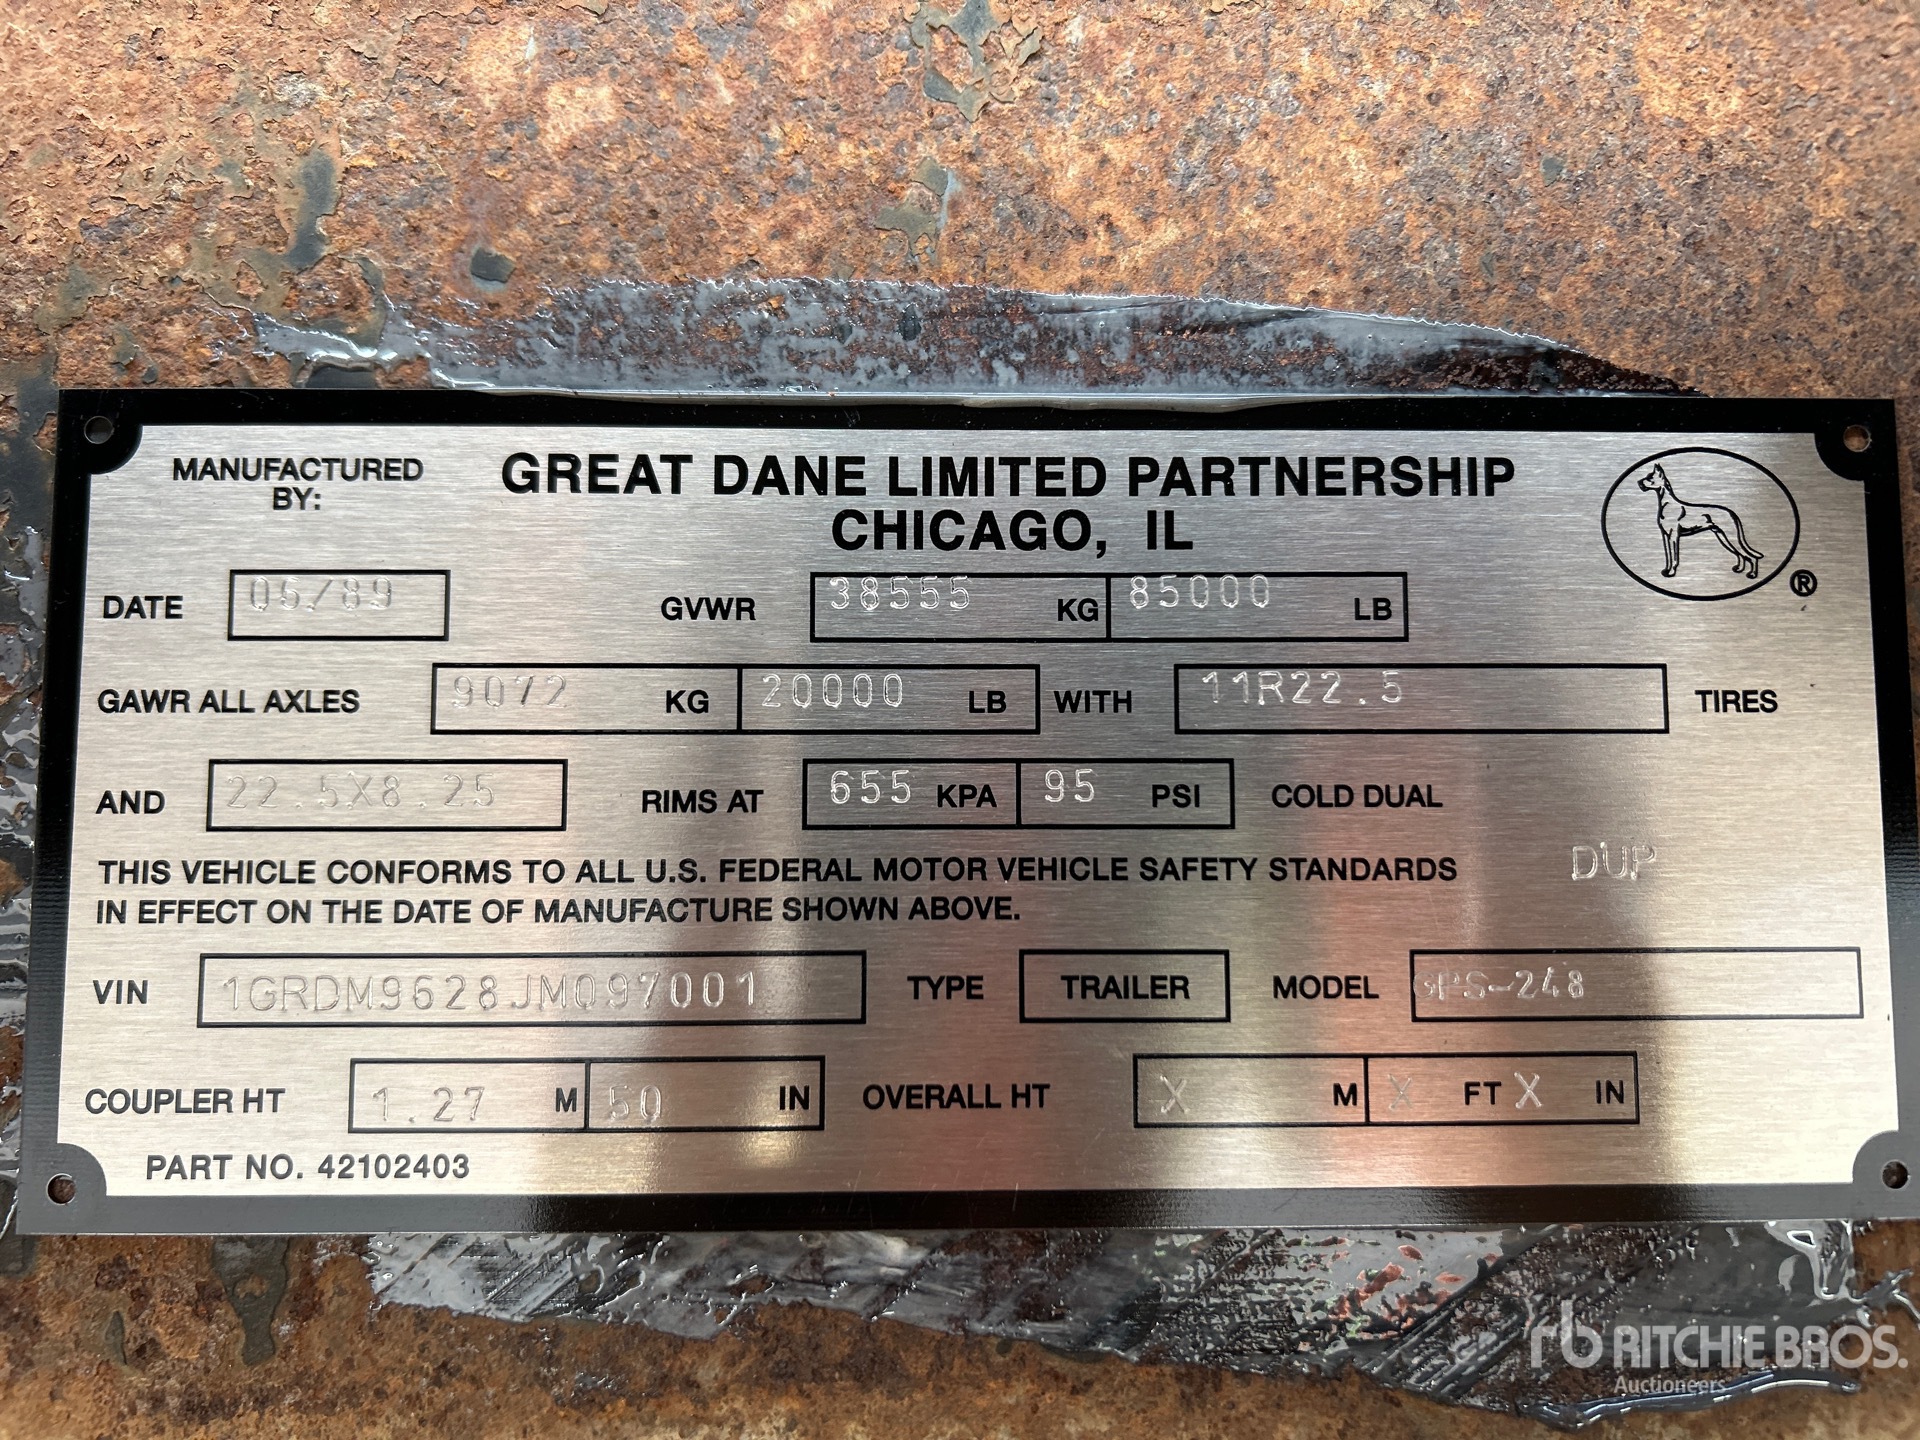 MANUFACTURED BY: GREAT DANE LIMITED PARTNERSHIP
CHICAGO, IL
®
DATE 05/89 GVWR 38555 KG 85000 LB
GAWR ALL AXLES 9072 KG 20000 LB WITH 11R22.5 TIRES
AND 22.5X8.25 RIMS AT 655 KPA 95 PSI COLD DUAL
THIS VEHICLE CONFORMS TO ALL U.S. FEDERAL MOTOR VEHICLE SAFETY STANDARDS DUP
IN EFFECT ON THE DATE OF MANUFACTURE SHOWN ABOVE.
VIN 1GRDM9628JM097001 TYPE TRAILER MODEL GPS-248
COUPLER HT 1.27 M 50 IN OVERALL HT X M X FT X IN
PART NO. 42102403
rb RITCHIE BROS.
Auctioneers